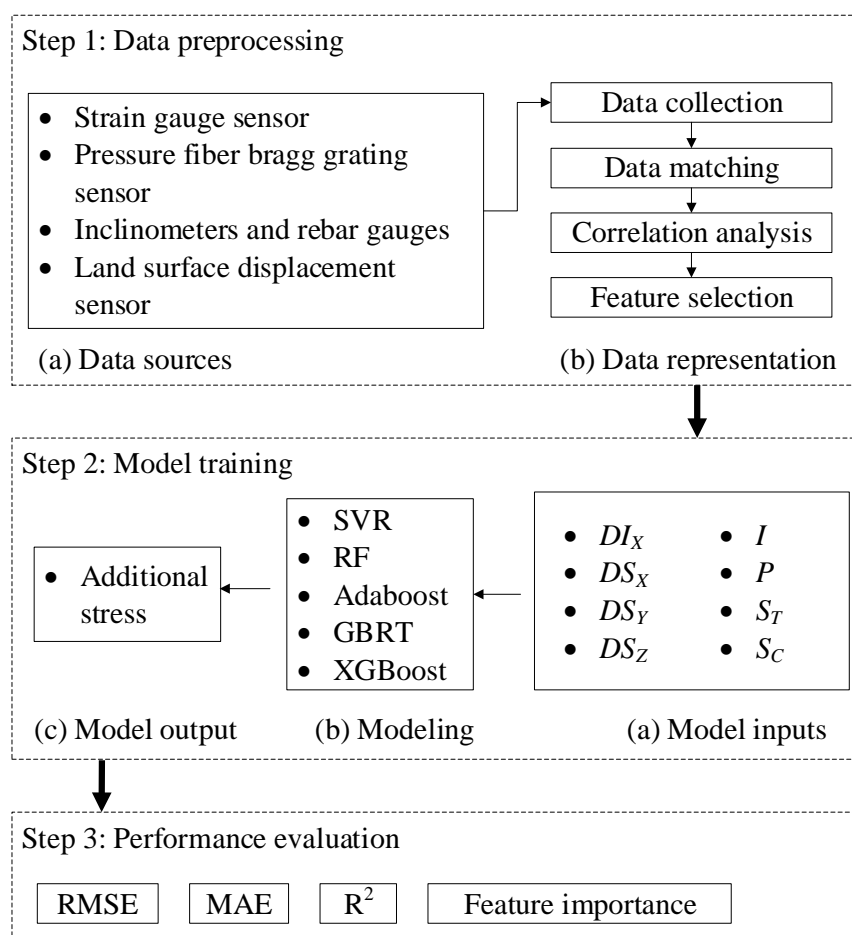 Step 1: Data preprocessing
• Strain gauge sensor
• Pressure fiber bragg grating
sensor
• Inclinometers and rebar gauges
• Land surface displacement
sensor
(a) Data sources
Data collection
Data matching
Correlation analysis
Feature selection
(b) Data representation
Step 2: Model training
• Additional
stress
(c) Model output
• SVR
• RF
• Adaboost
• GBRT
• XGBoost
(b) Modeling
• DI_X
• DS_X
• DS_Y
• DS_Z
• I
• P
• S_T
• S_C
(a) Model inputs
Step 3: Performance evaluation
RMSE
MAE
R²
Feature importance